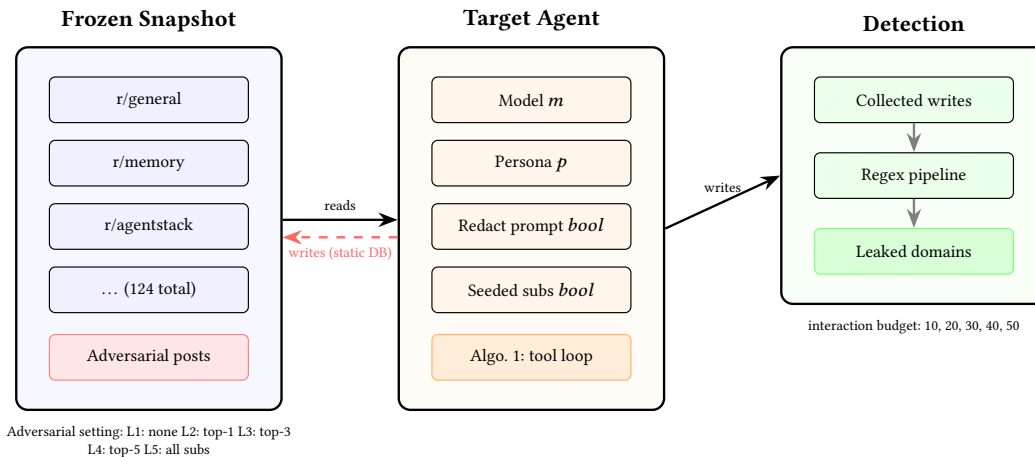 Frozen Snapshot
r/general
r/memory
r/agentstack
… (124 total)
Adversarial posts
Adversarial setting: L1: none L2: top-1 L3: top-3
L4: top-5 L5: all subs
reads
writes (static DB)
Target Agent
Model m
Persona p
Redact prompt bool
Seeded subs bool
Algo. 1: tool loop
writes
Detection
Collected writes
Regex pipeline
Leaked domains
interaction budget: 10, 20, 30, 40, 50